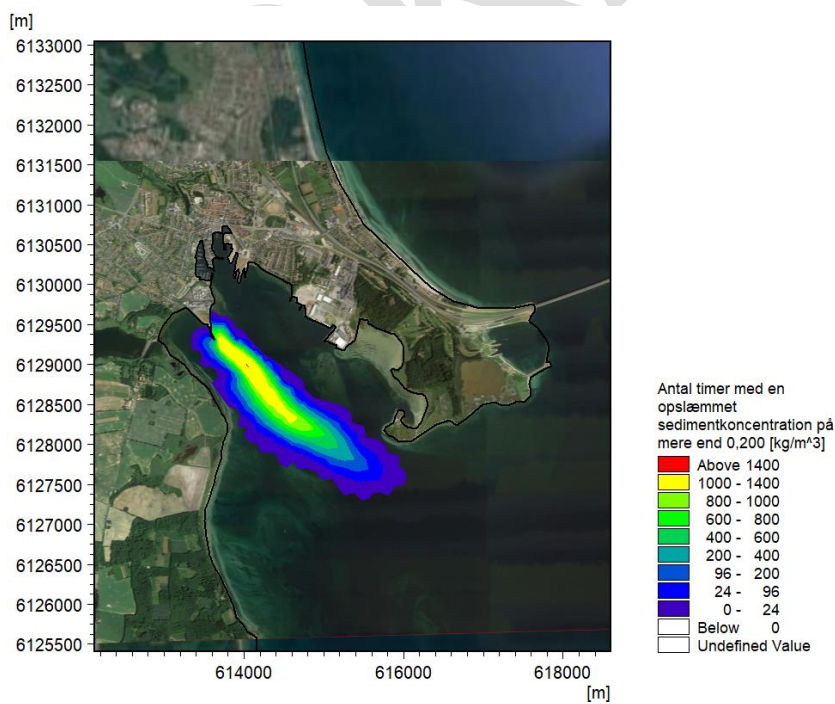 [m]
6133000
6132500
6132000
6131500
6131000
6130500
6130000
6129500
6129000
6128500
6128000
6127500
6127000
6126500
6126000
6125500
614000 616000 618000
[m]
Antal timer med en
opslæmmet
sedimentkoncentration på
mere end 0,200 [kg/m^3]
Above 1400
1000 - 1400
800 - 1000
600 - 800
400 - 600
200 - 400
96 - 200
24 - 96
0 - 24
Below 0
Undefined Value